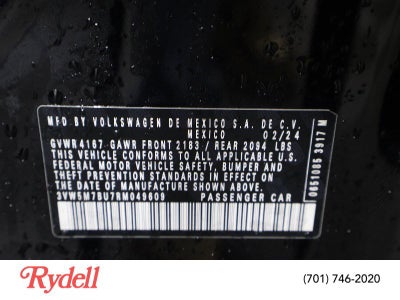 MFD BY VOLKSWAGEN DE MEXICO S.A. DE C.V.
MEXICO 02/24
GVWR 4167 GAWR FRONT 2183 / REAR 2094 LBS
THIS VEHICLE CONFORMS TO ALL APPLICABLE
FEDERAL MOTOR VEHICLE SAFETY, BUMPER, AND
THEFT PREVENTION STANDARDS IN EFFECT ON
THE DATE OF MANUFACTURE SHOWN ABOVE.
3VW5M7BU7RM049609 PASSENGER CAR
0651085 3917 M
Rydell
(701) 746-2020